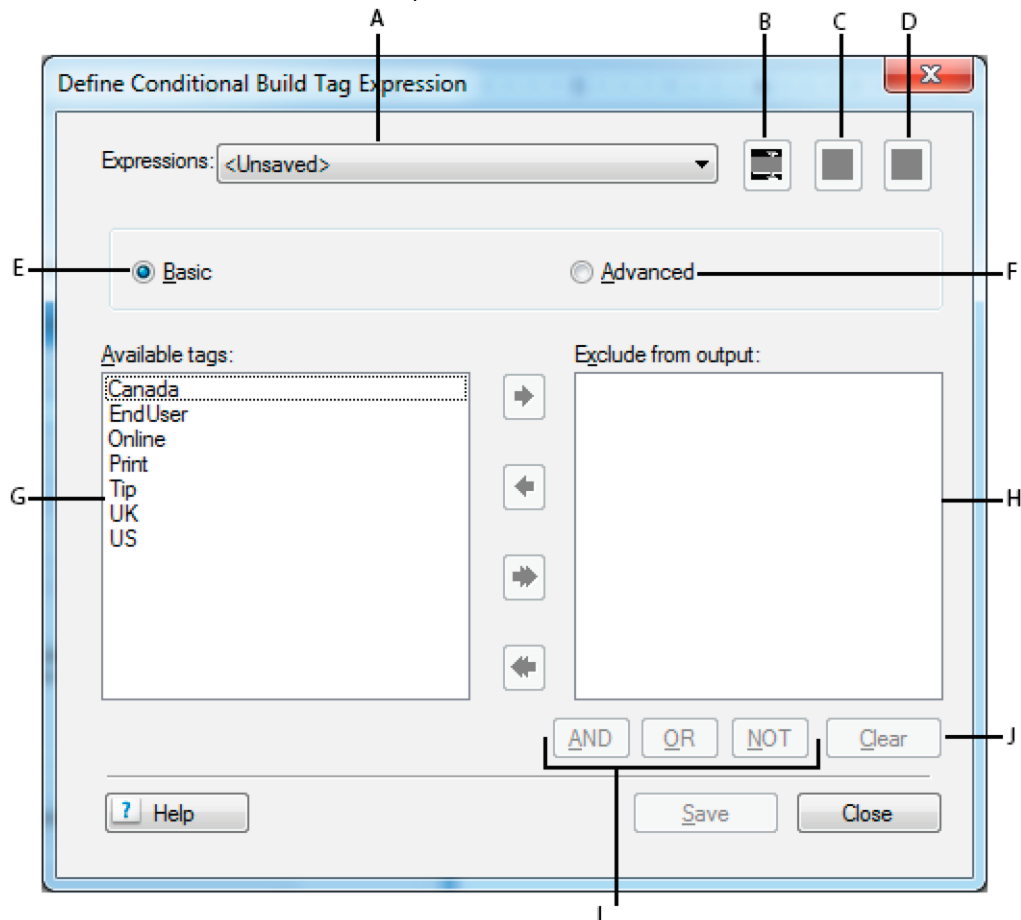 A B C D
Define Conditional Build Tag Expression
Expressions: <Unsaved>
E Basic Advanced F
Available tags: Exclude from output:
Canada
EndUser
Online
Print
Tip
UK
US
G H
AND OR NOT Clear J
? Help Save Close
I